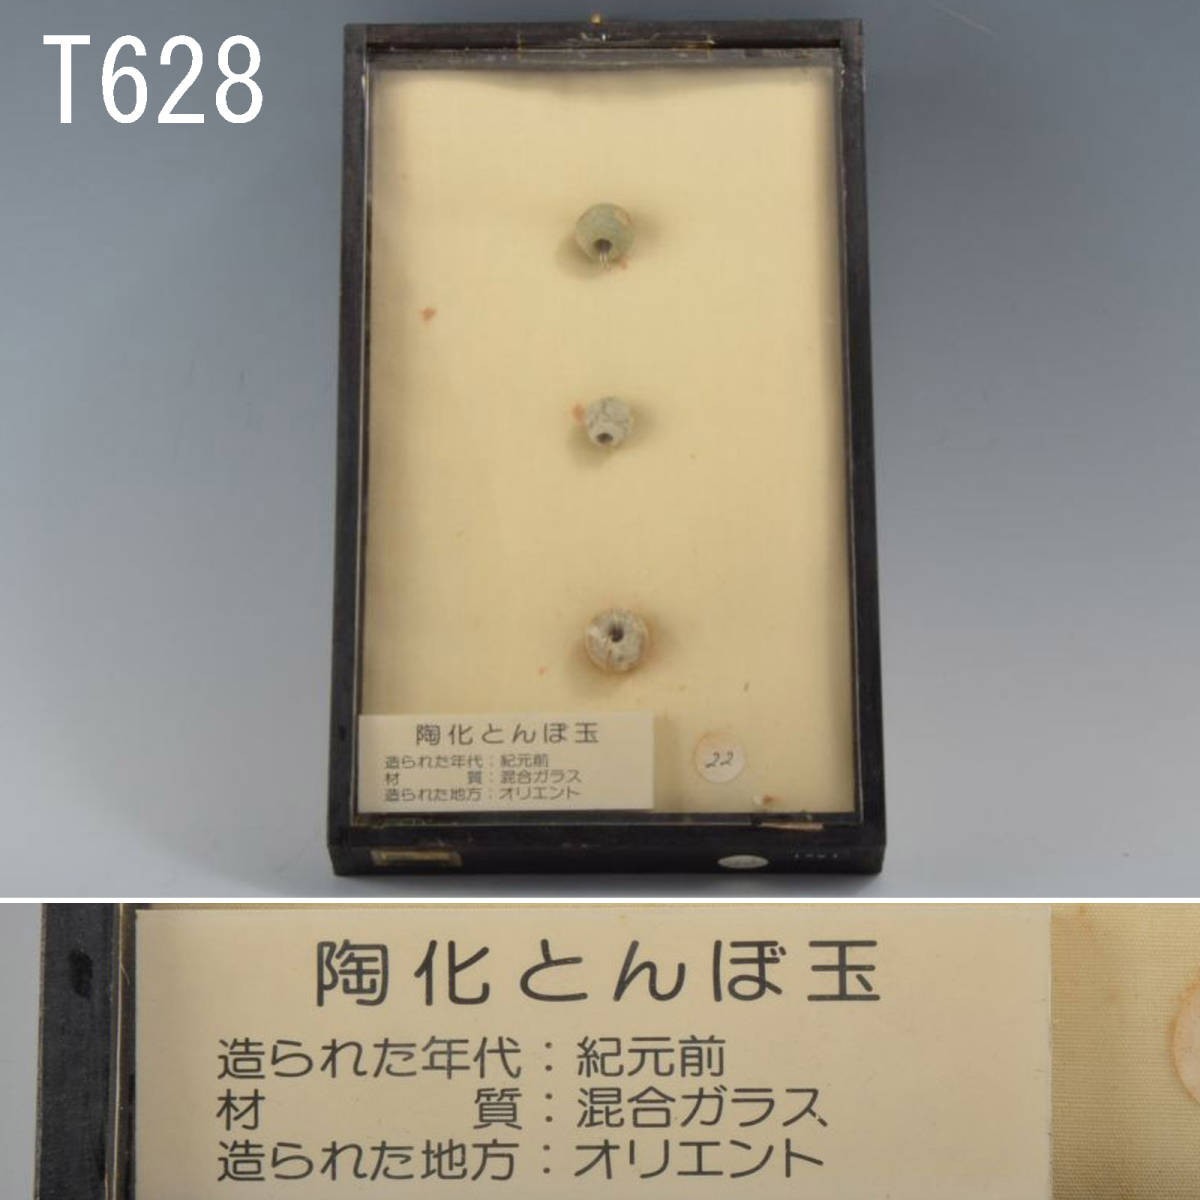 T628
陶化とんぼ玉
造られた年代：紀元前
材　　　質：混合ガラス
造られた地方：オリエント
22
陶化とんぼ玉
造られた年代：紀元前
材　　　質：混合ガラス
造られた地方：オリエント